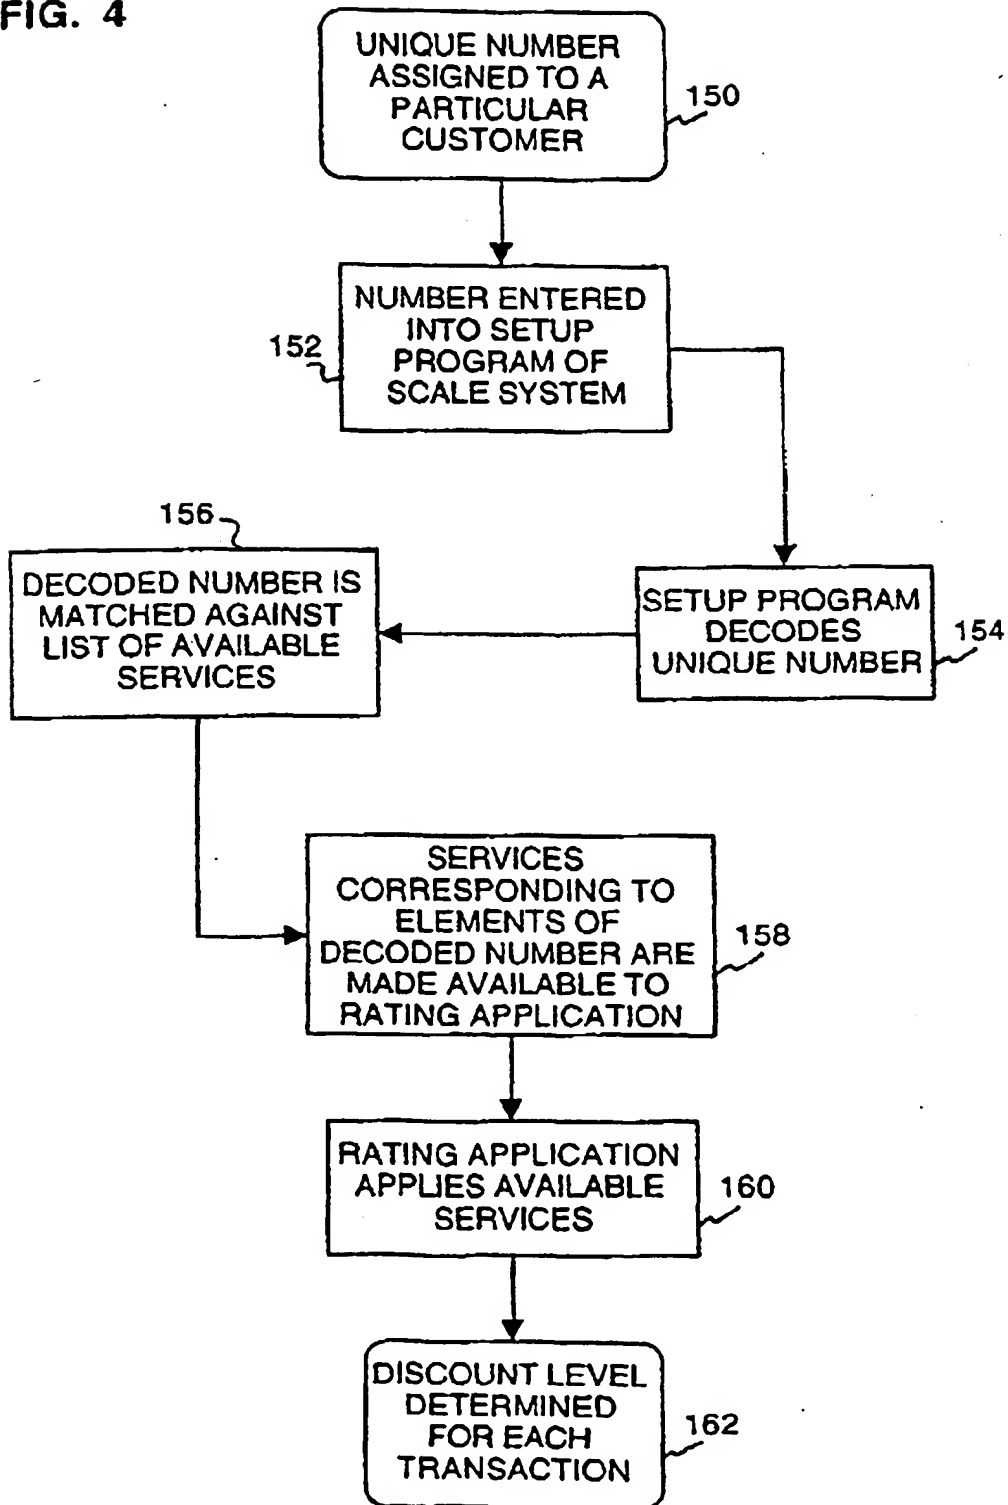 FIG. 4
UNIQUE NUMBER
ASSIGNED TO A
PARTICULAR
CUSTOMER
150
NUMBER ENTERED
INTO SETUP
PROGRAM OF
SCALE SYSTEM
152
SETUP PROGRAM
DECODES
UNIQUE NUMBER
154
156
DECODED NUMBER IS
MATCHED AGAINST
LIST OF AVAILABLE
SERVICES
SERVICES
CORRESPONDING TO
ELEMENTS OF
DECODED NUMBER ARE
MADE AVAILABLE TO
RATING APPLICATION
158
RATING APPLICATION
APPLIES AVAILABLE
SERVICES
160
DISCOUNT LEVEL
DETERMINED
FOR EACH
TRANSACTION
162